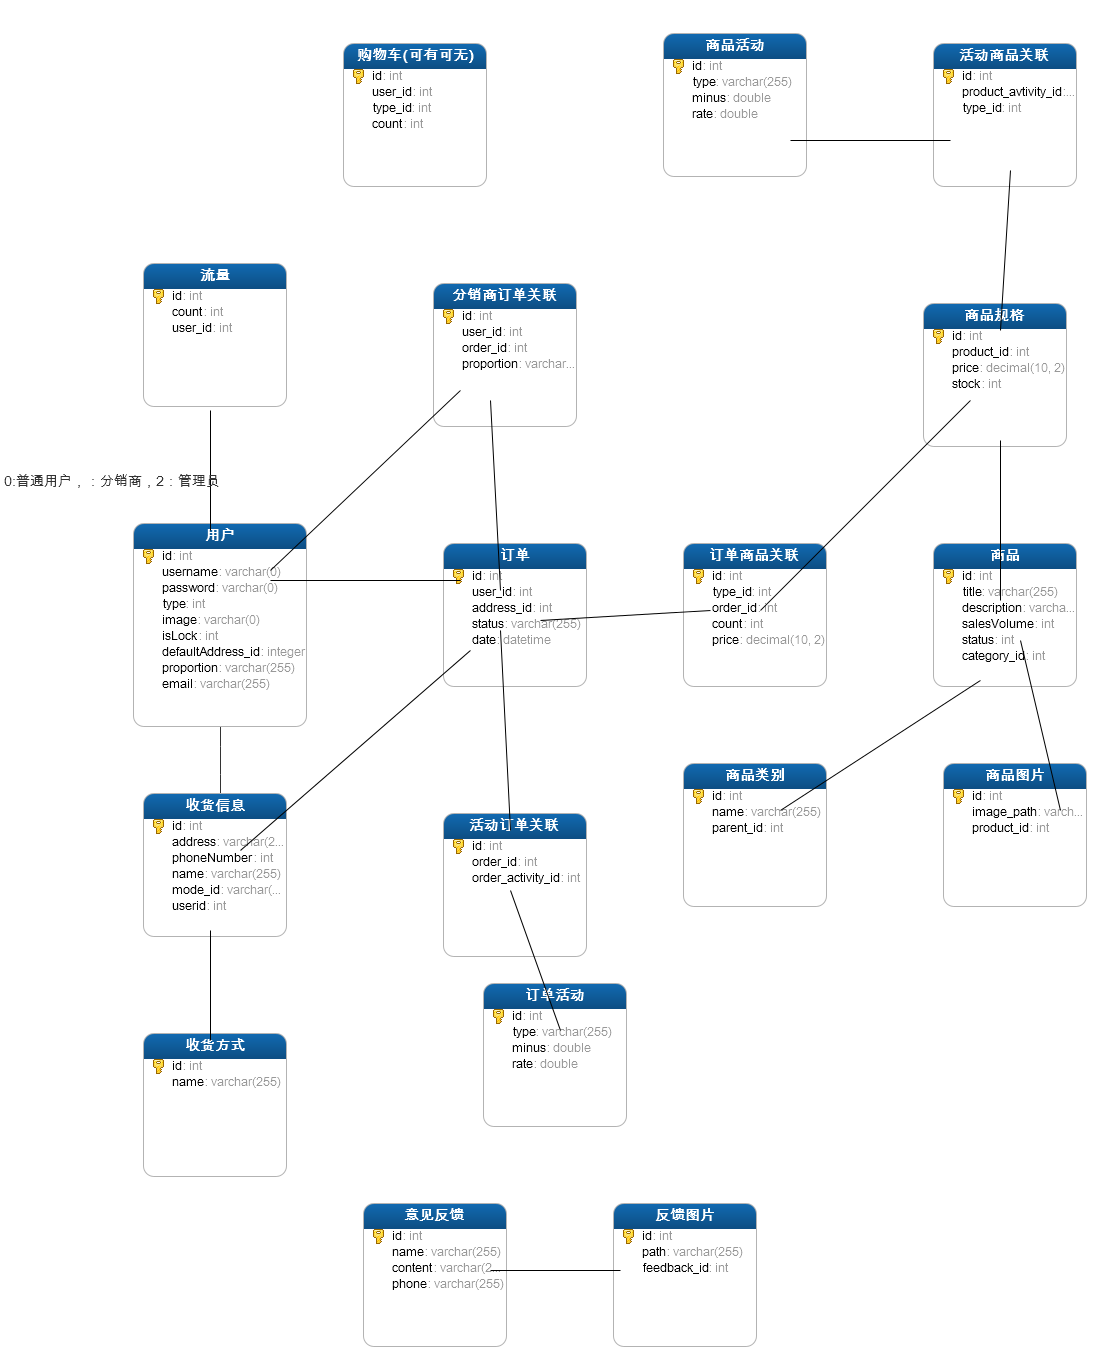 购物车(可有可无)
id: int
user_id: int
type_id: int
count: int
商品活动
id: int
type: varchar(255)
minus: double
rate: double
活动商品关联
id: int
product_avtivity_id:...
type_id: int
流量
id: int
count: int
user_id: int
分销商订单关联
id: int
user_id: int
order_id: int
proportion: varchar...
商品规格
id: int
product_id: int
price: decimal(10, 2)
stock: int
0:普通用户，：分销商，2：管理员
用户
id: int
username: varchar(0)
password: varchar(0)
type: int
image: varchar(0)
isLock: int
defaultAddress_id: integer
proportion: varchar(255)
email: varchar(255)
订单
id: int
user_id: int
address_id: int
status: varchar(255)
date: datetime
订单商品关联
id: int
type_id: int
order_id: int
count: int
price: decimal(10, 2)
商品
id: int
title: varchar(255)
description: varcha...
salesVolume: int
status: int
category_id: int
收货信息
id: int
address: varchar(2...
phoneNumber: int
name: varchar(255)
mode_id: varchar(...
userid: int
活动订单关联
id: int
order_id: int
order_activity_id: int
商品类别
id: int
name: varchar(255)
parent_id: int
商品图片
id: int
image_path: varch...
product_id: int
订单活动
id: int
type: varchar(255)
minus: double
rate: double
收货方式
id: int
name: varchar(255)
意见反馈
id: int
name: varchar(255)
content: varchar(2...
phone: varchar(255)
反馈图片
id: int
path: varchar(255)
feedback_id: int